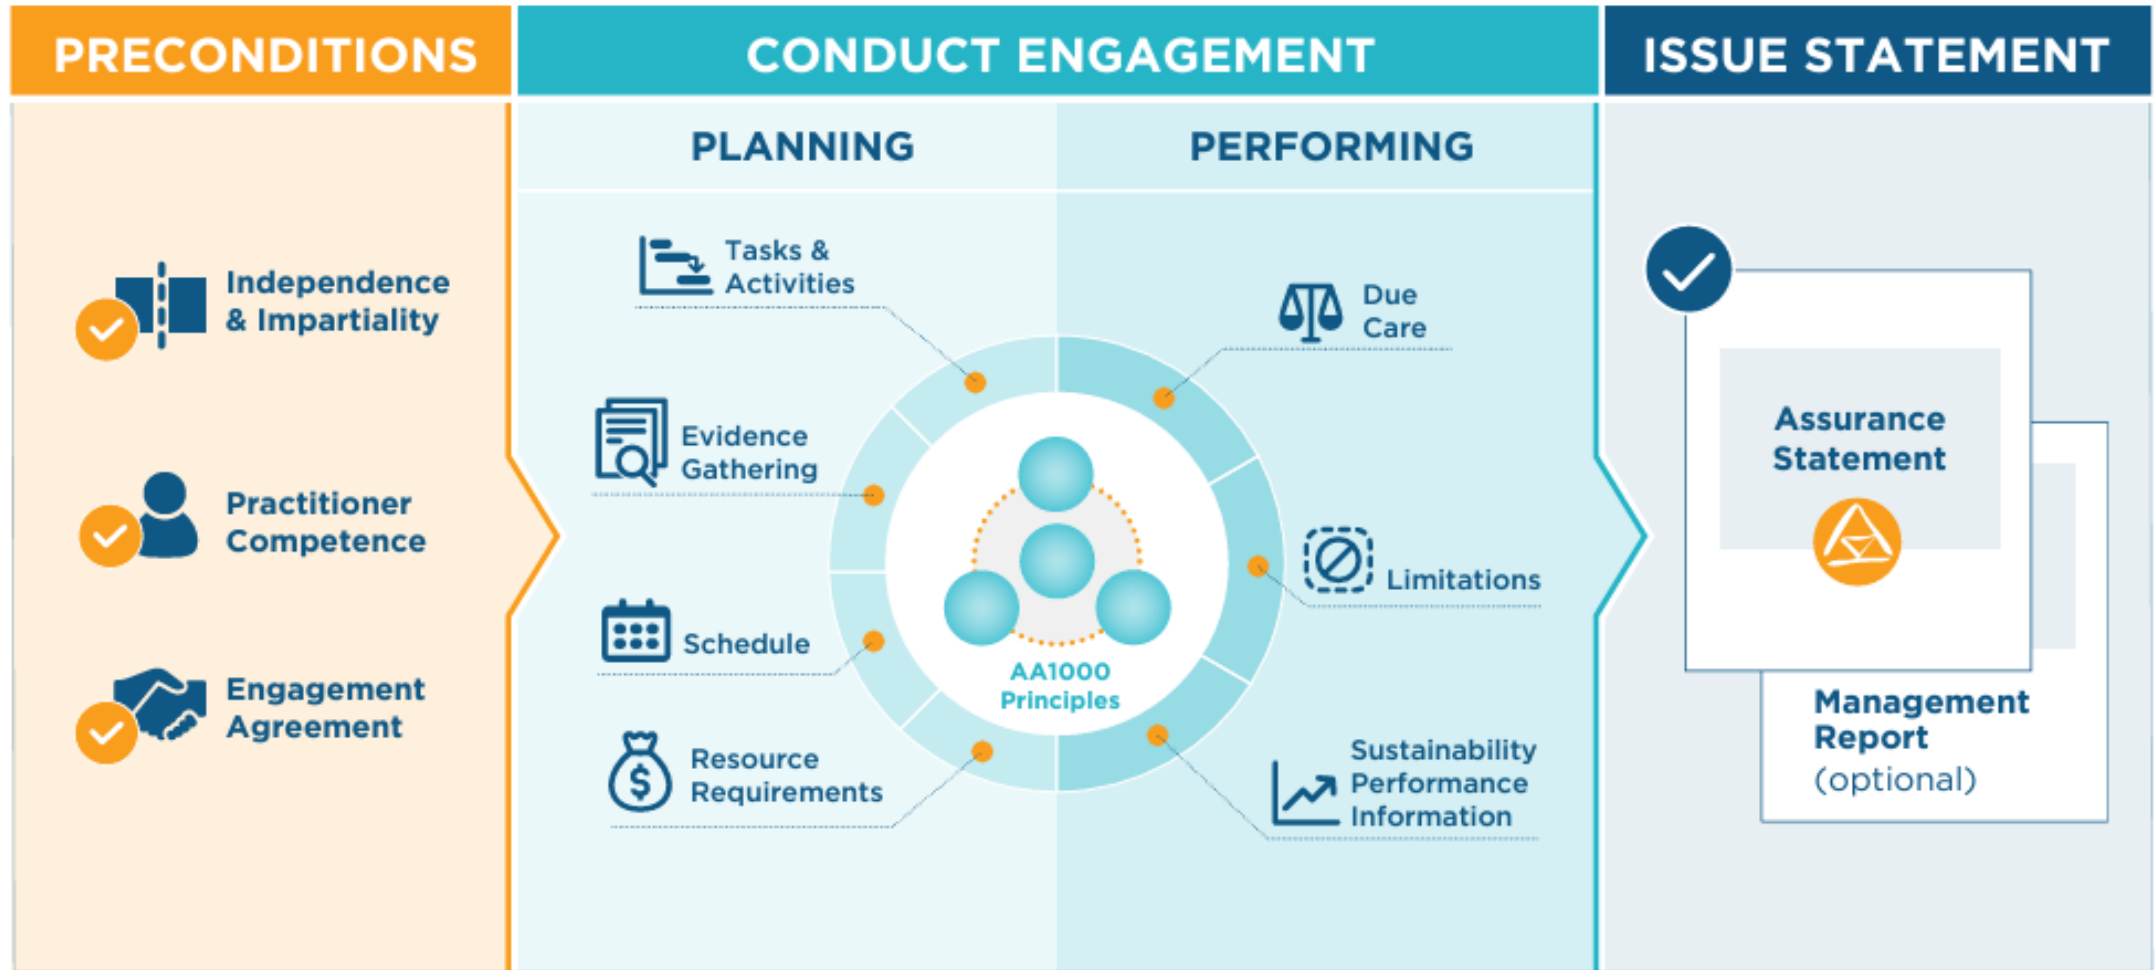 PRECONDITIONS
CONDUCT ENGAGEMENT
ISSUE STATEMENT
PLANNING
PERFORMING
Independence
& Impartiality
Practitioner
Competence
Engagement
Agreement
Tasks &
Activities
Evidence
Gathering
Schedule
Resource
Requirements
$
AA1000
Principles
Due
Care
Limitations
Sustainability
Performance
Information
Assurance
Statement
Management
Report
(optional)